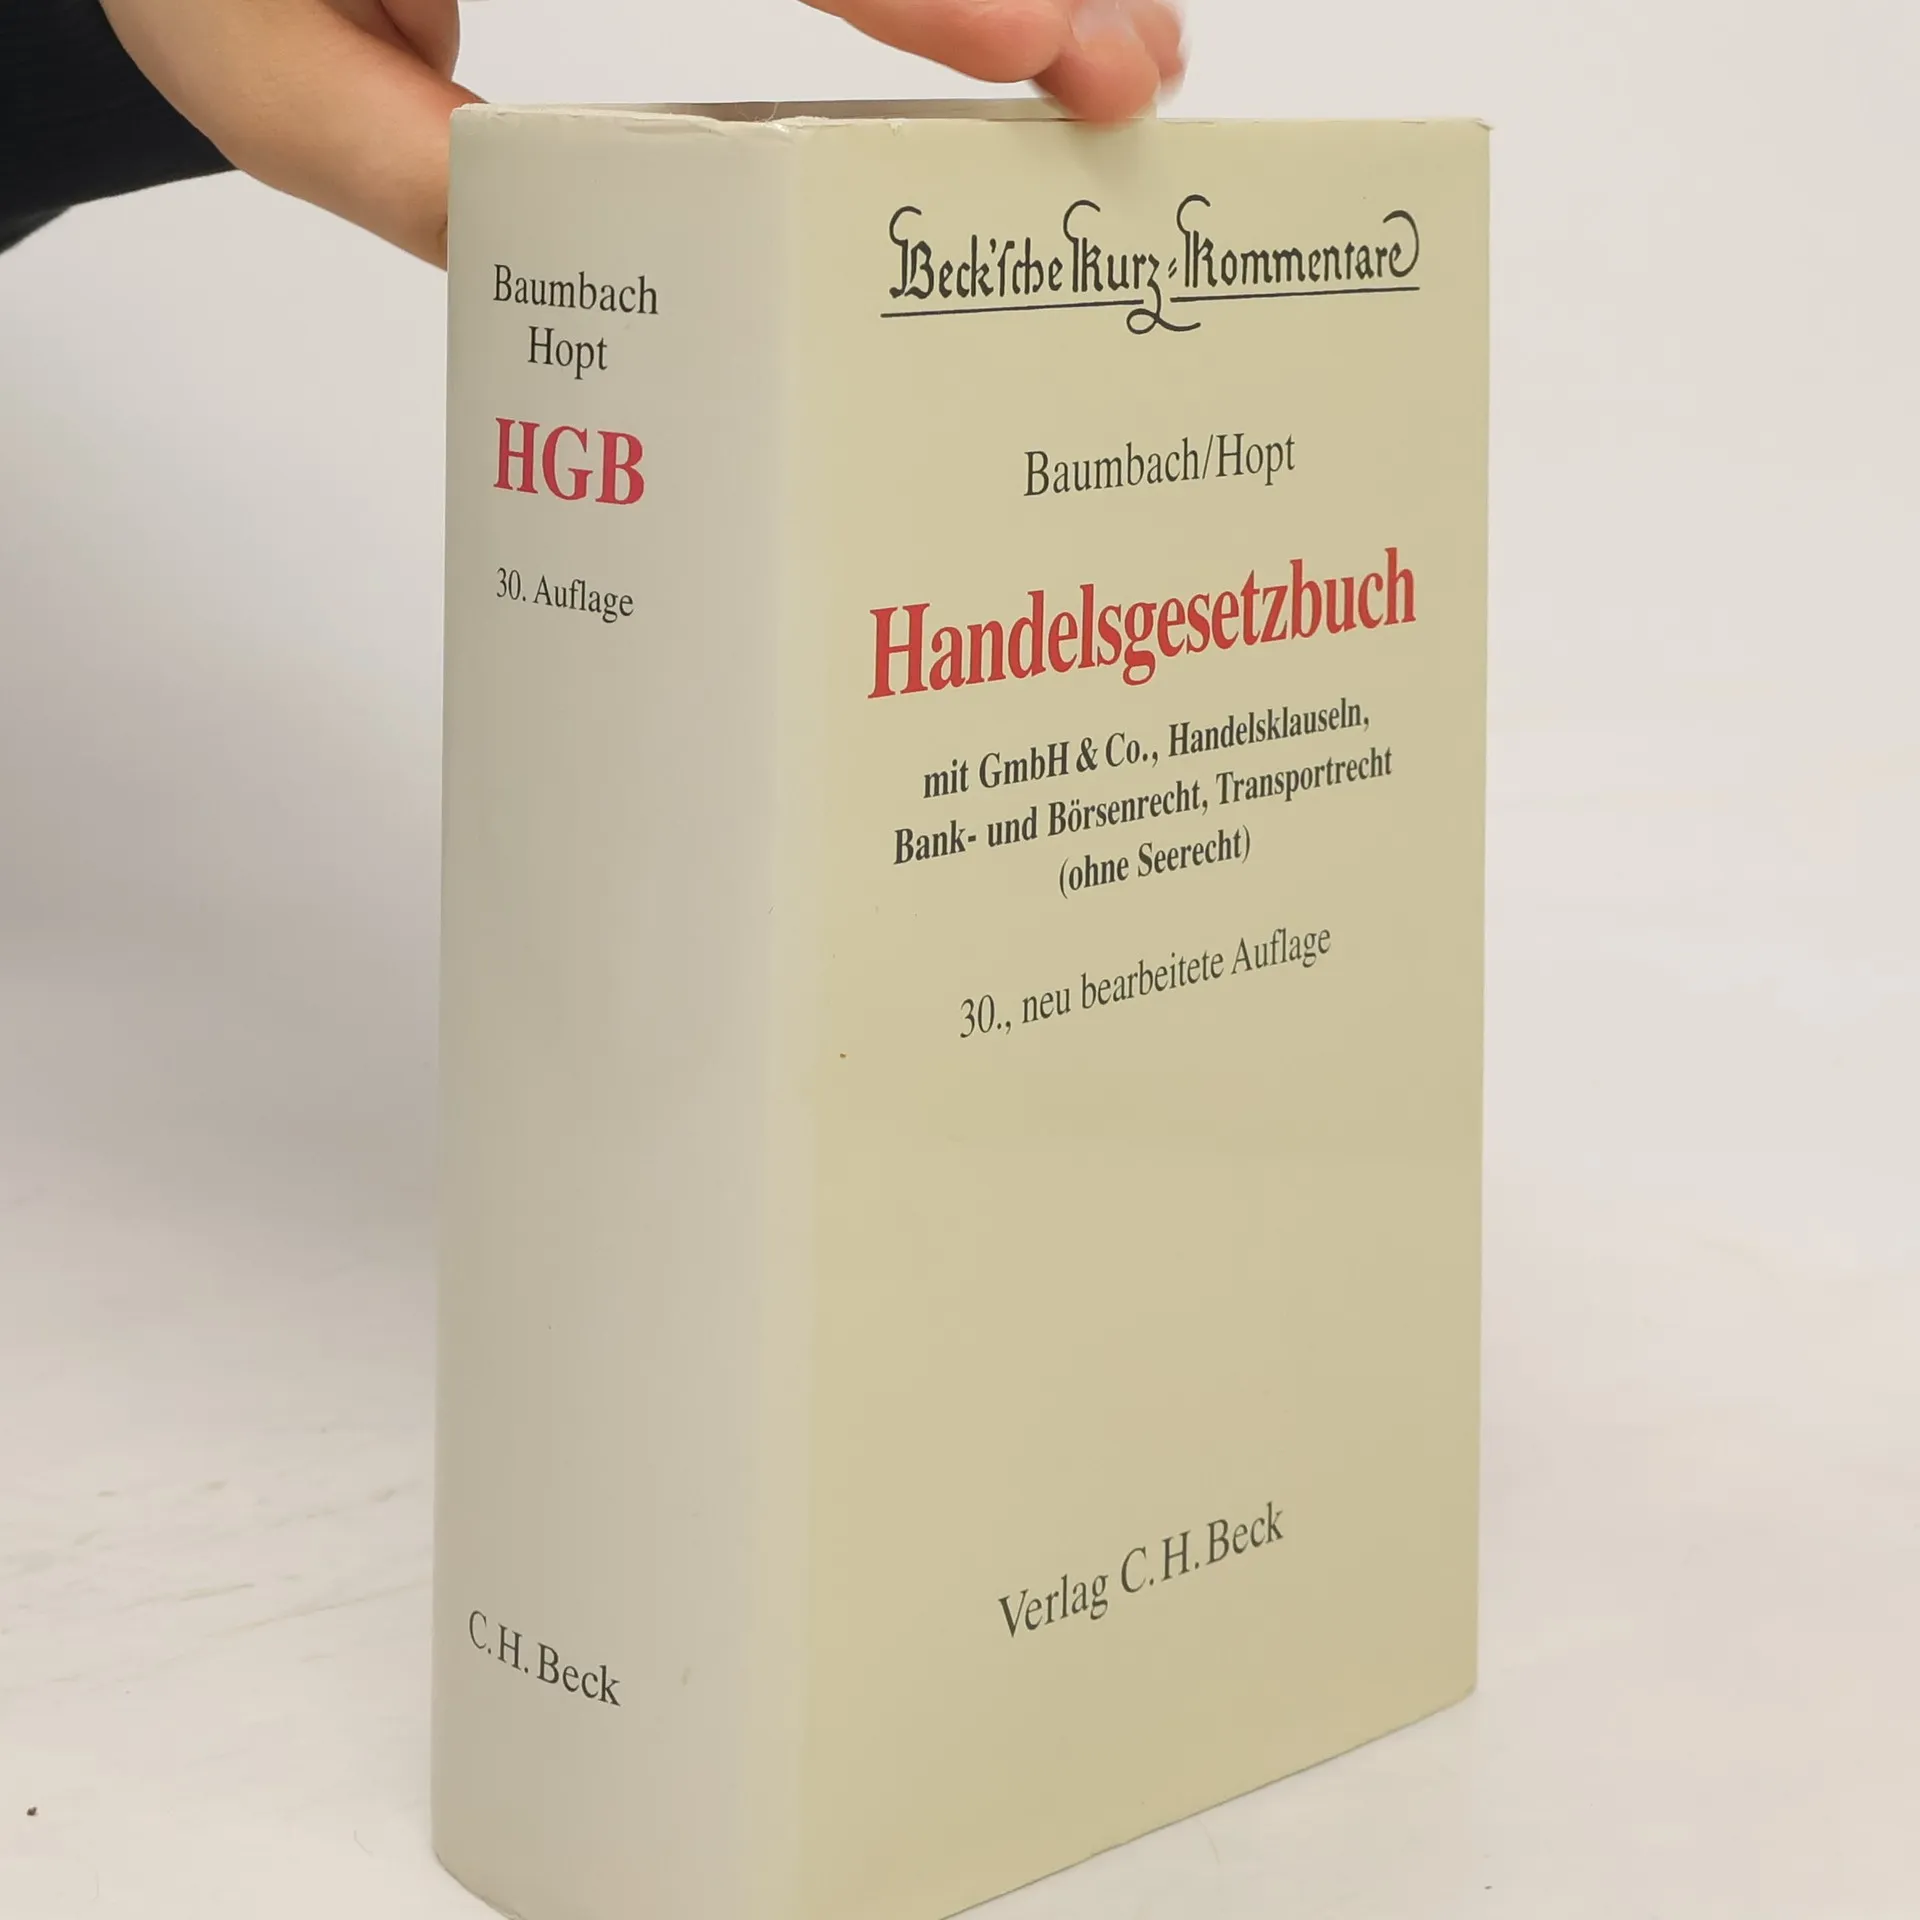 Baumbach
Hopt
HGB
30. Auflage
C.H.Beck
Beck'sche Kurz-Kommentare
Baumbach/Hopt
Handelsgesetzbuch
mit GmbH & Co., Handelsklauseln,
Bank- und Börsenrecht, Transportrecht
(ohne Seerecht)
30., neu bearbeitete Auflage
Verlag C.H.Beck